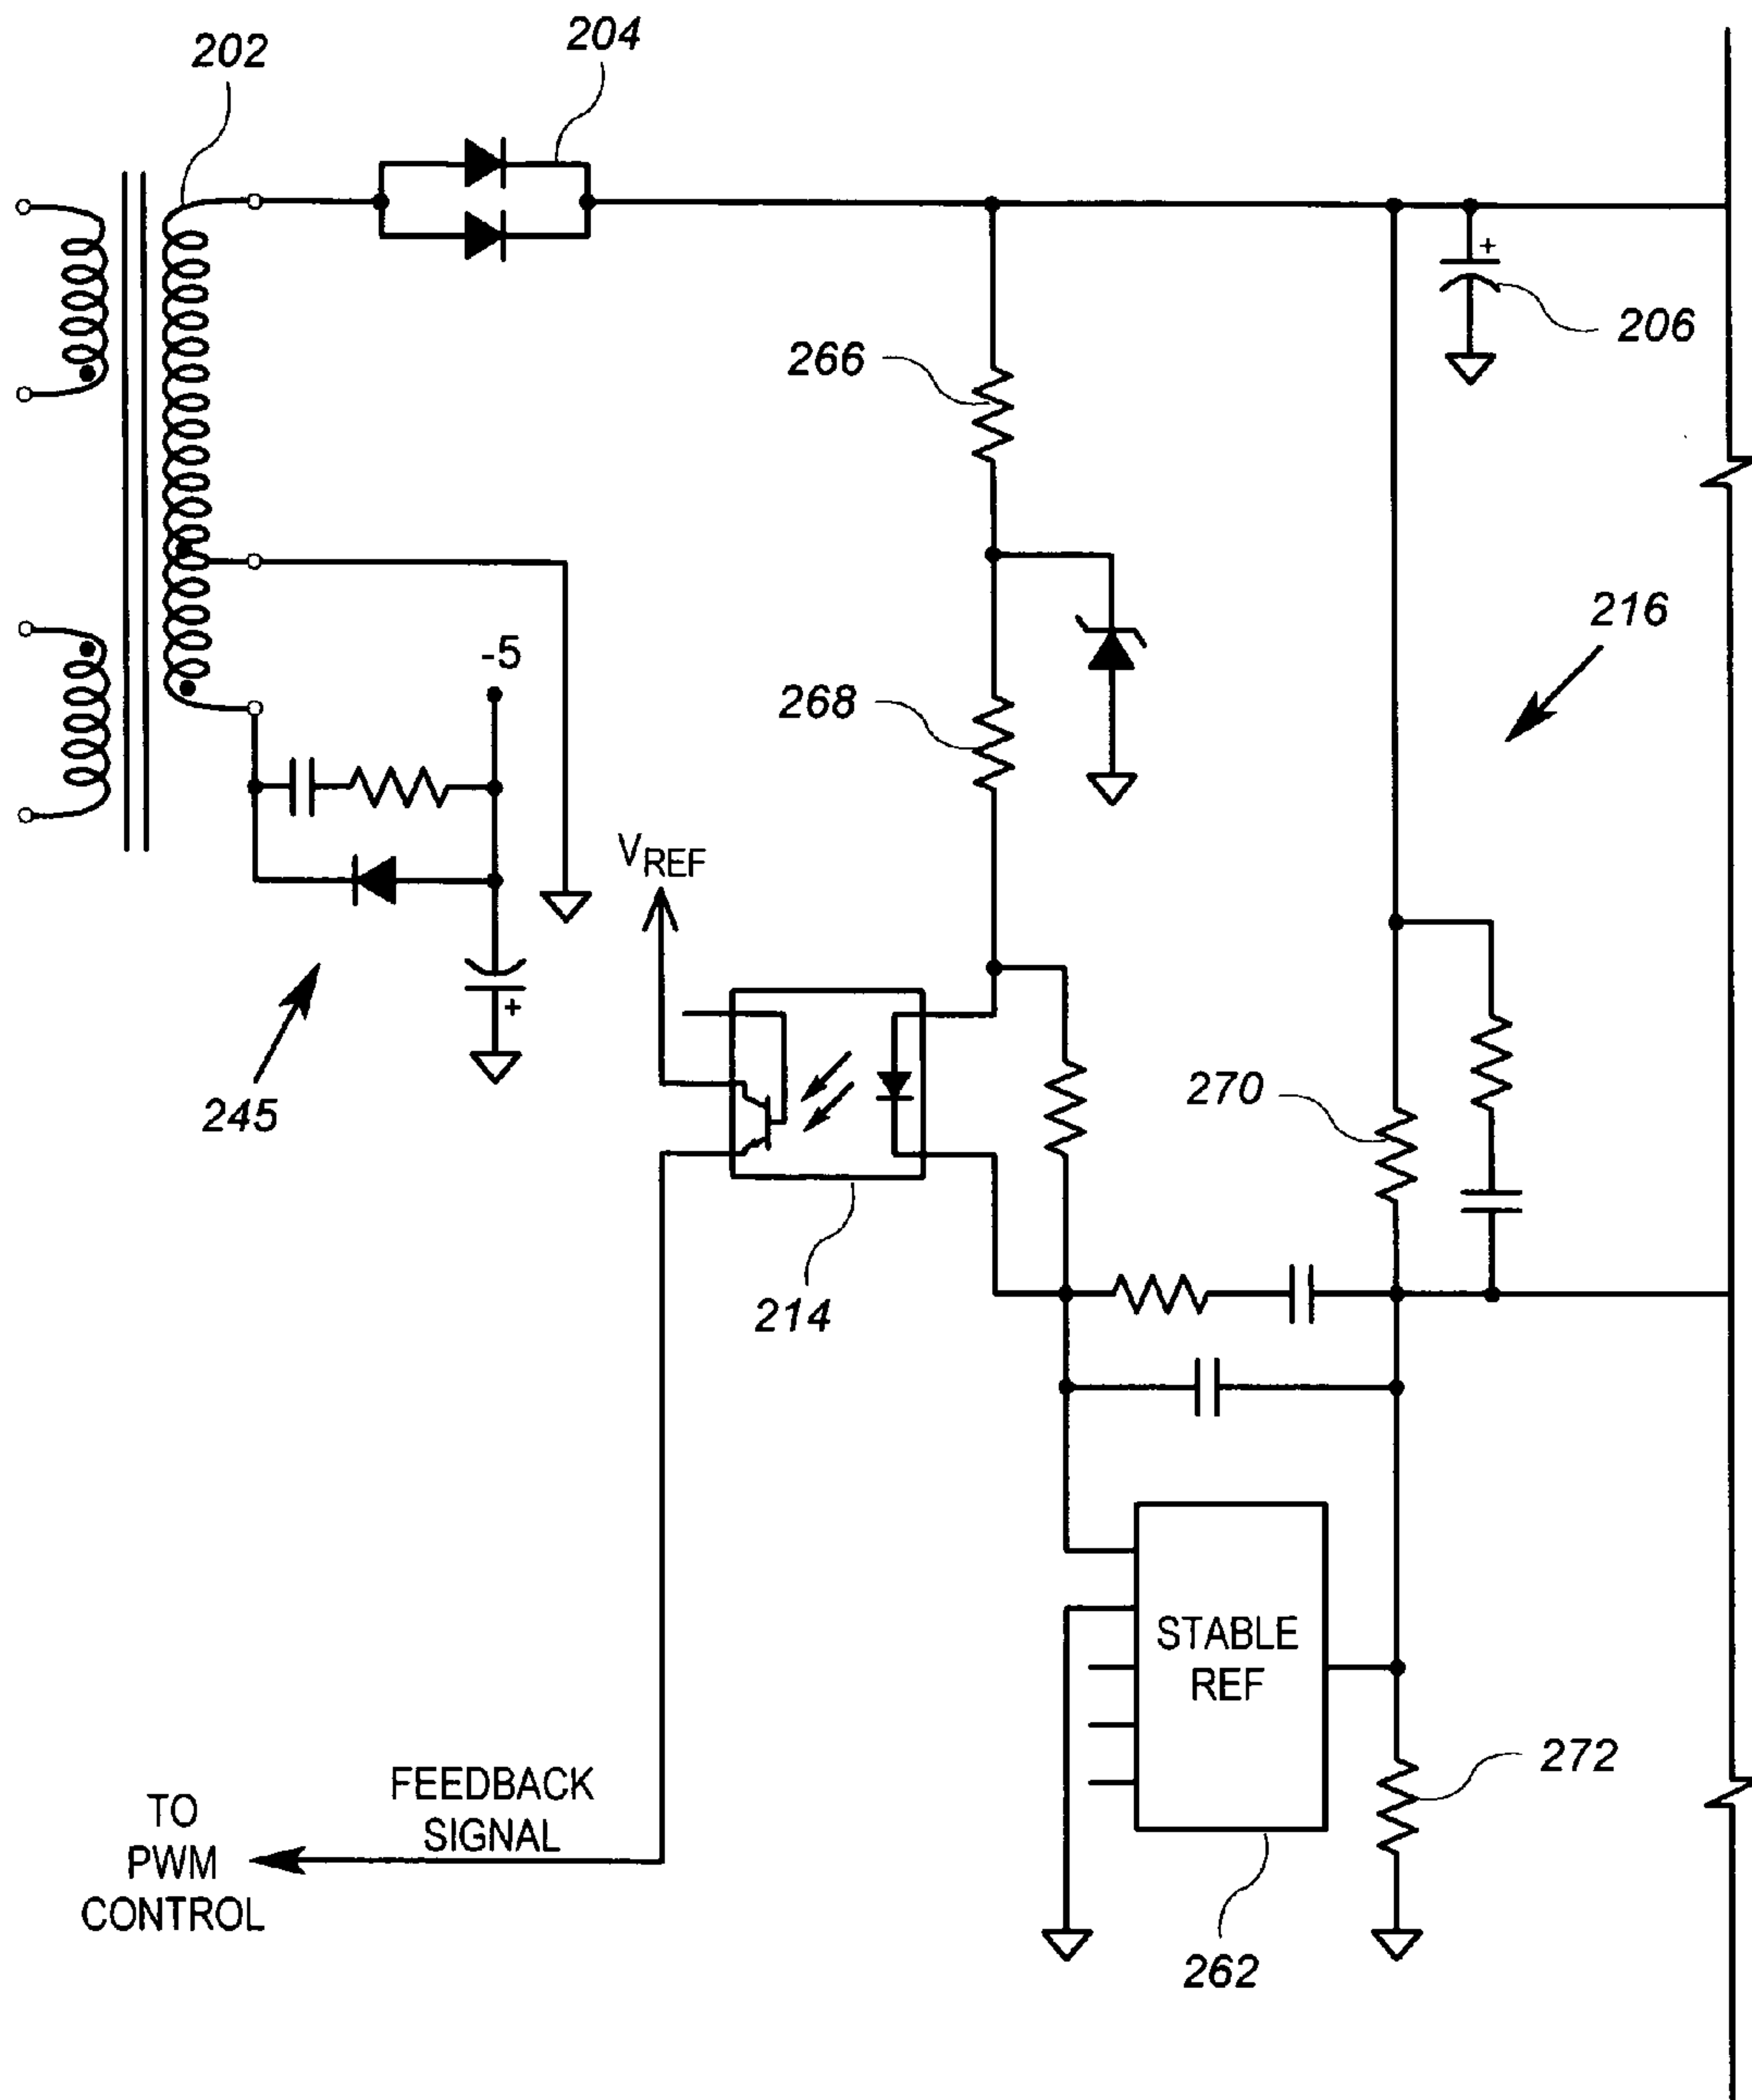 202
204
206
266
216
268
-5
VREF
245
270
214
STABLE
REF
272
FEEDBACK
SIGNAL
TO
PWM
CONTROL
262